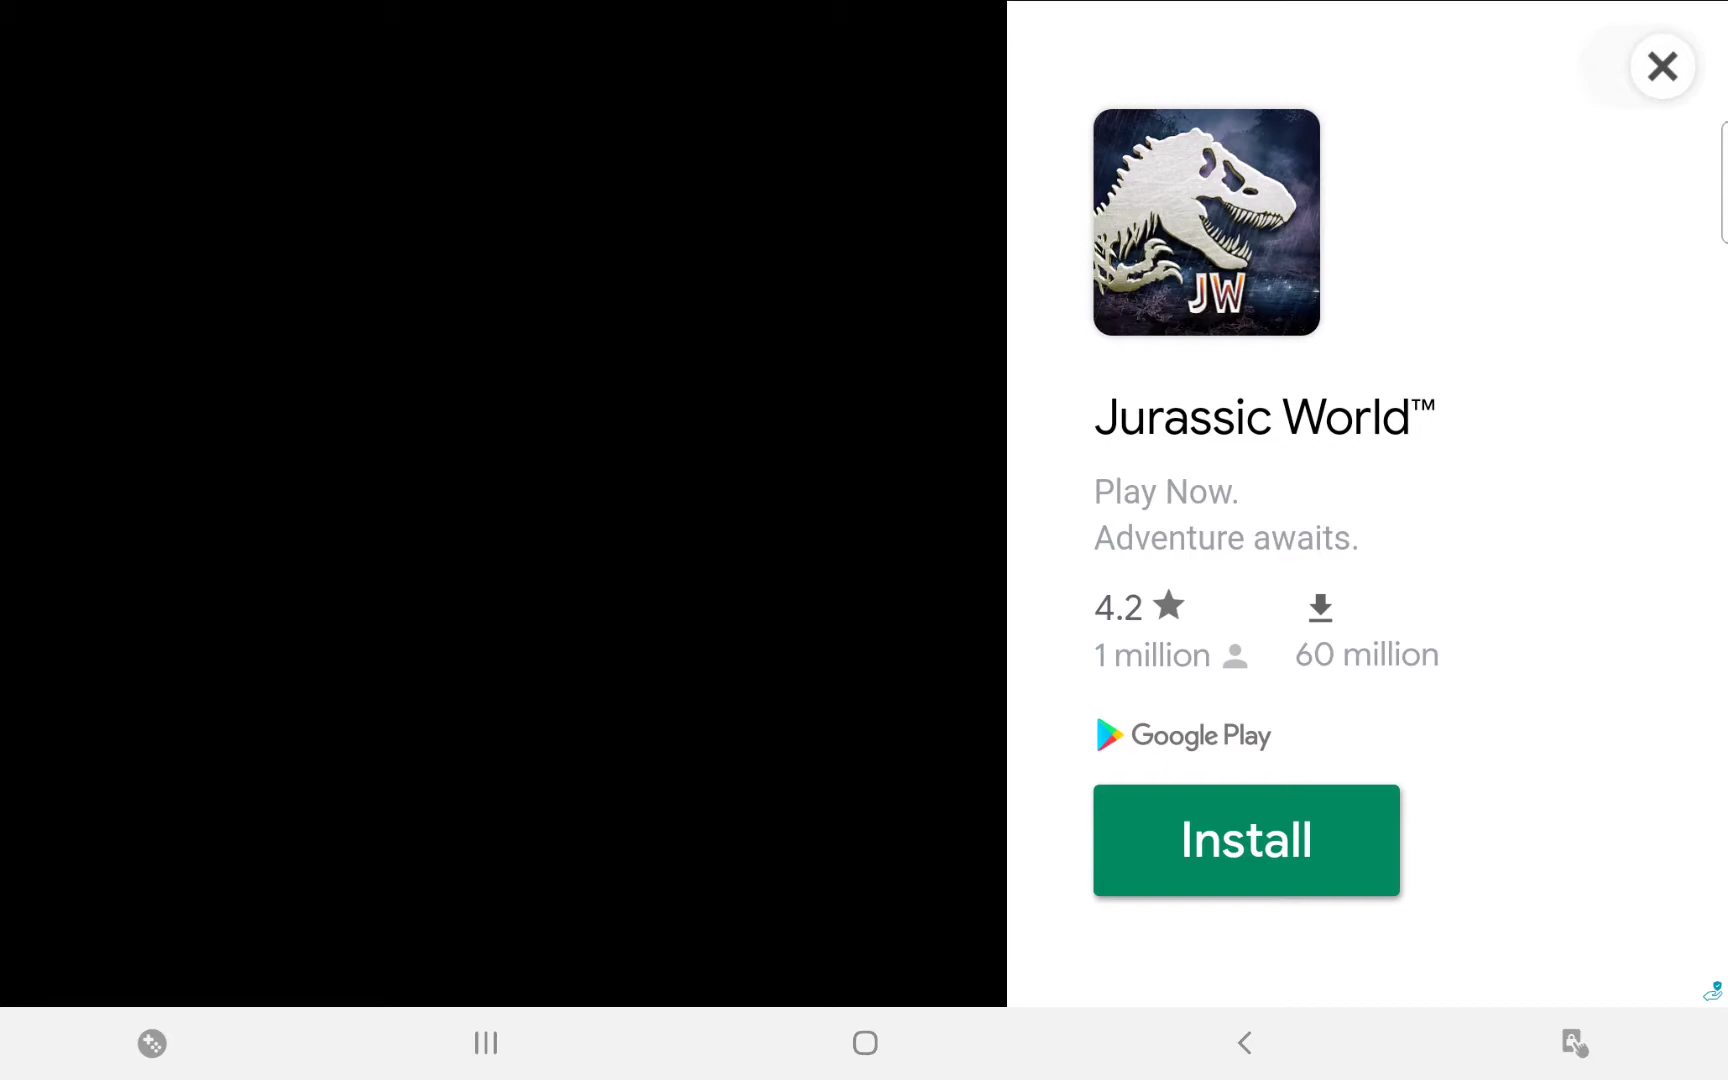 JW
Jurassic World™
Play Now.
Adventure awaits.
4.2
1 million
60 million
Google Play
Install